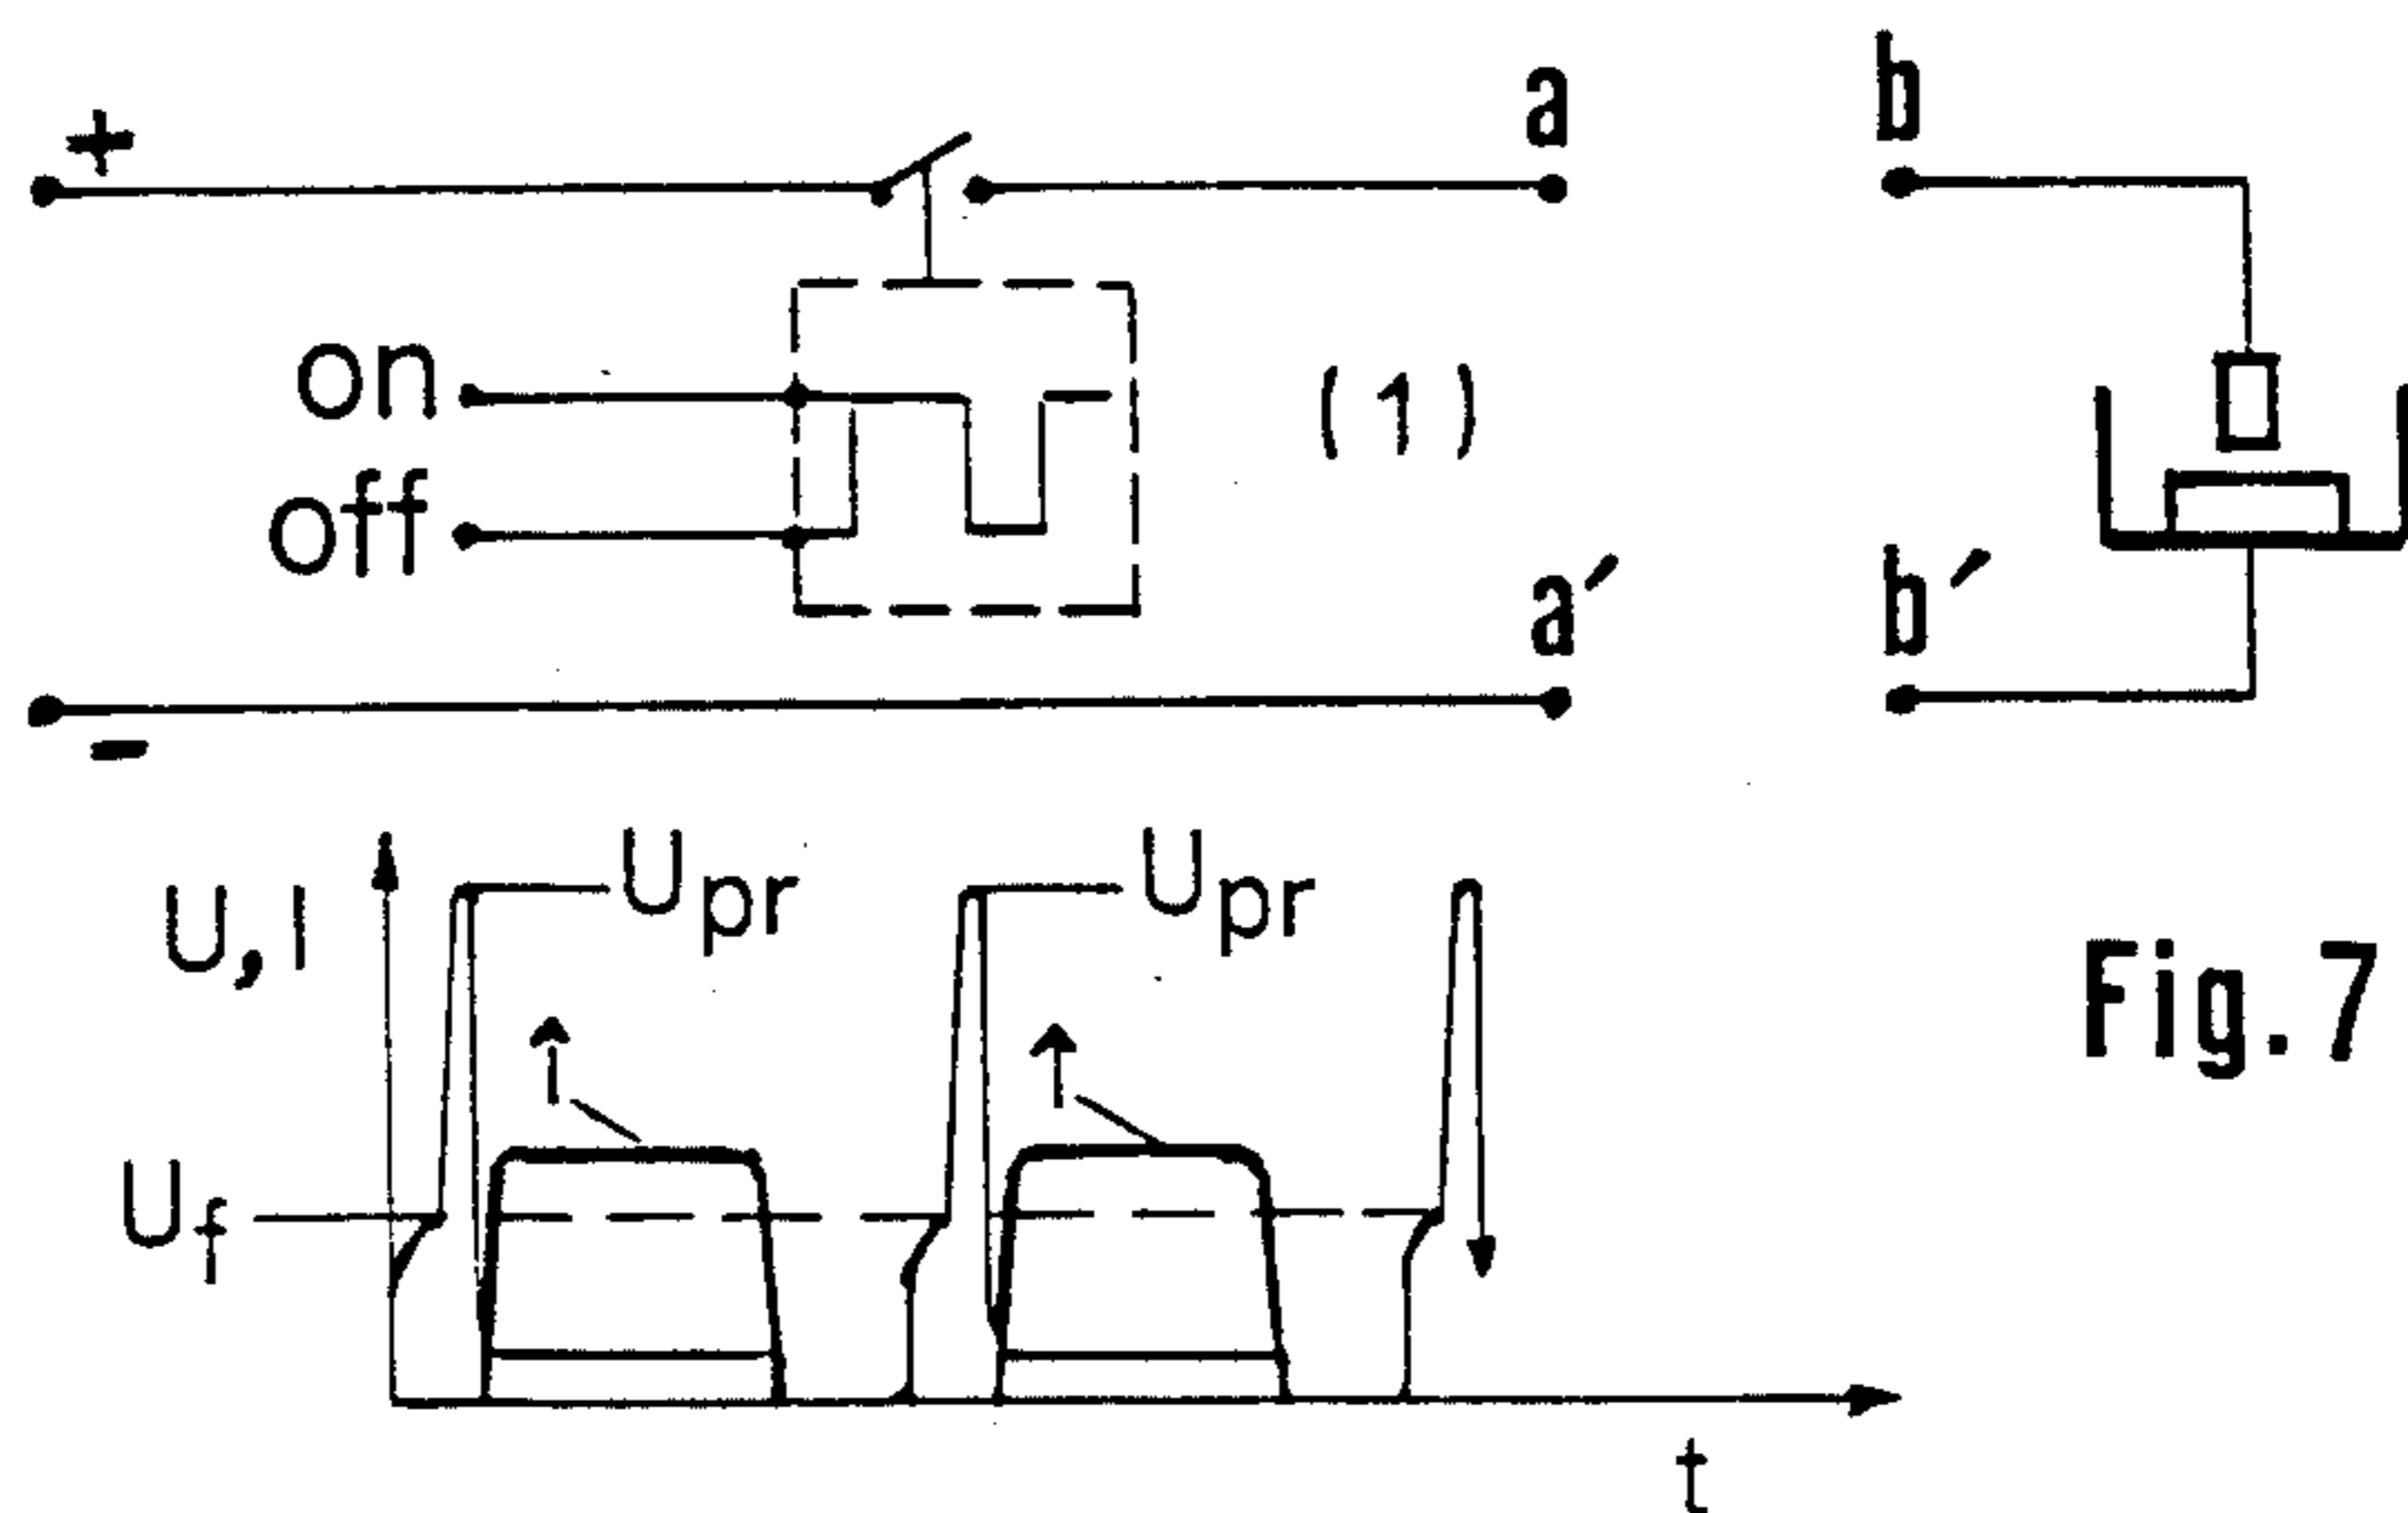 + a b
on
(1)
off
a′ b′
−
U, I Upr Upr
Fig.7
Uf
t